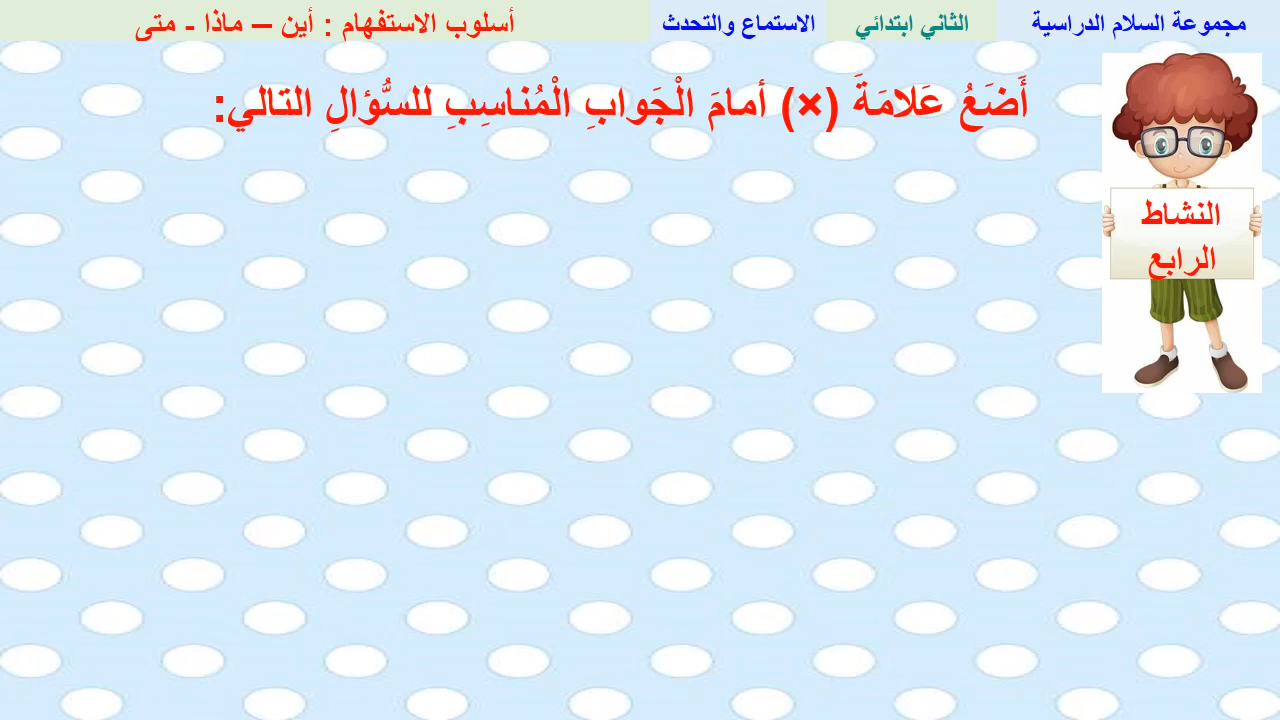 مجموعة السلام الدراسية
الثاني ابتدائي
الاستماع والتحدث
أسلوب الاستفهام : أين – ماذا - متى
أَضَعُ عَلامَةَ (×) أمامَ الْجَوابِ الْمُناسِبِ للسُّؤالِ التالي:
النشاط
الرابع